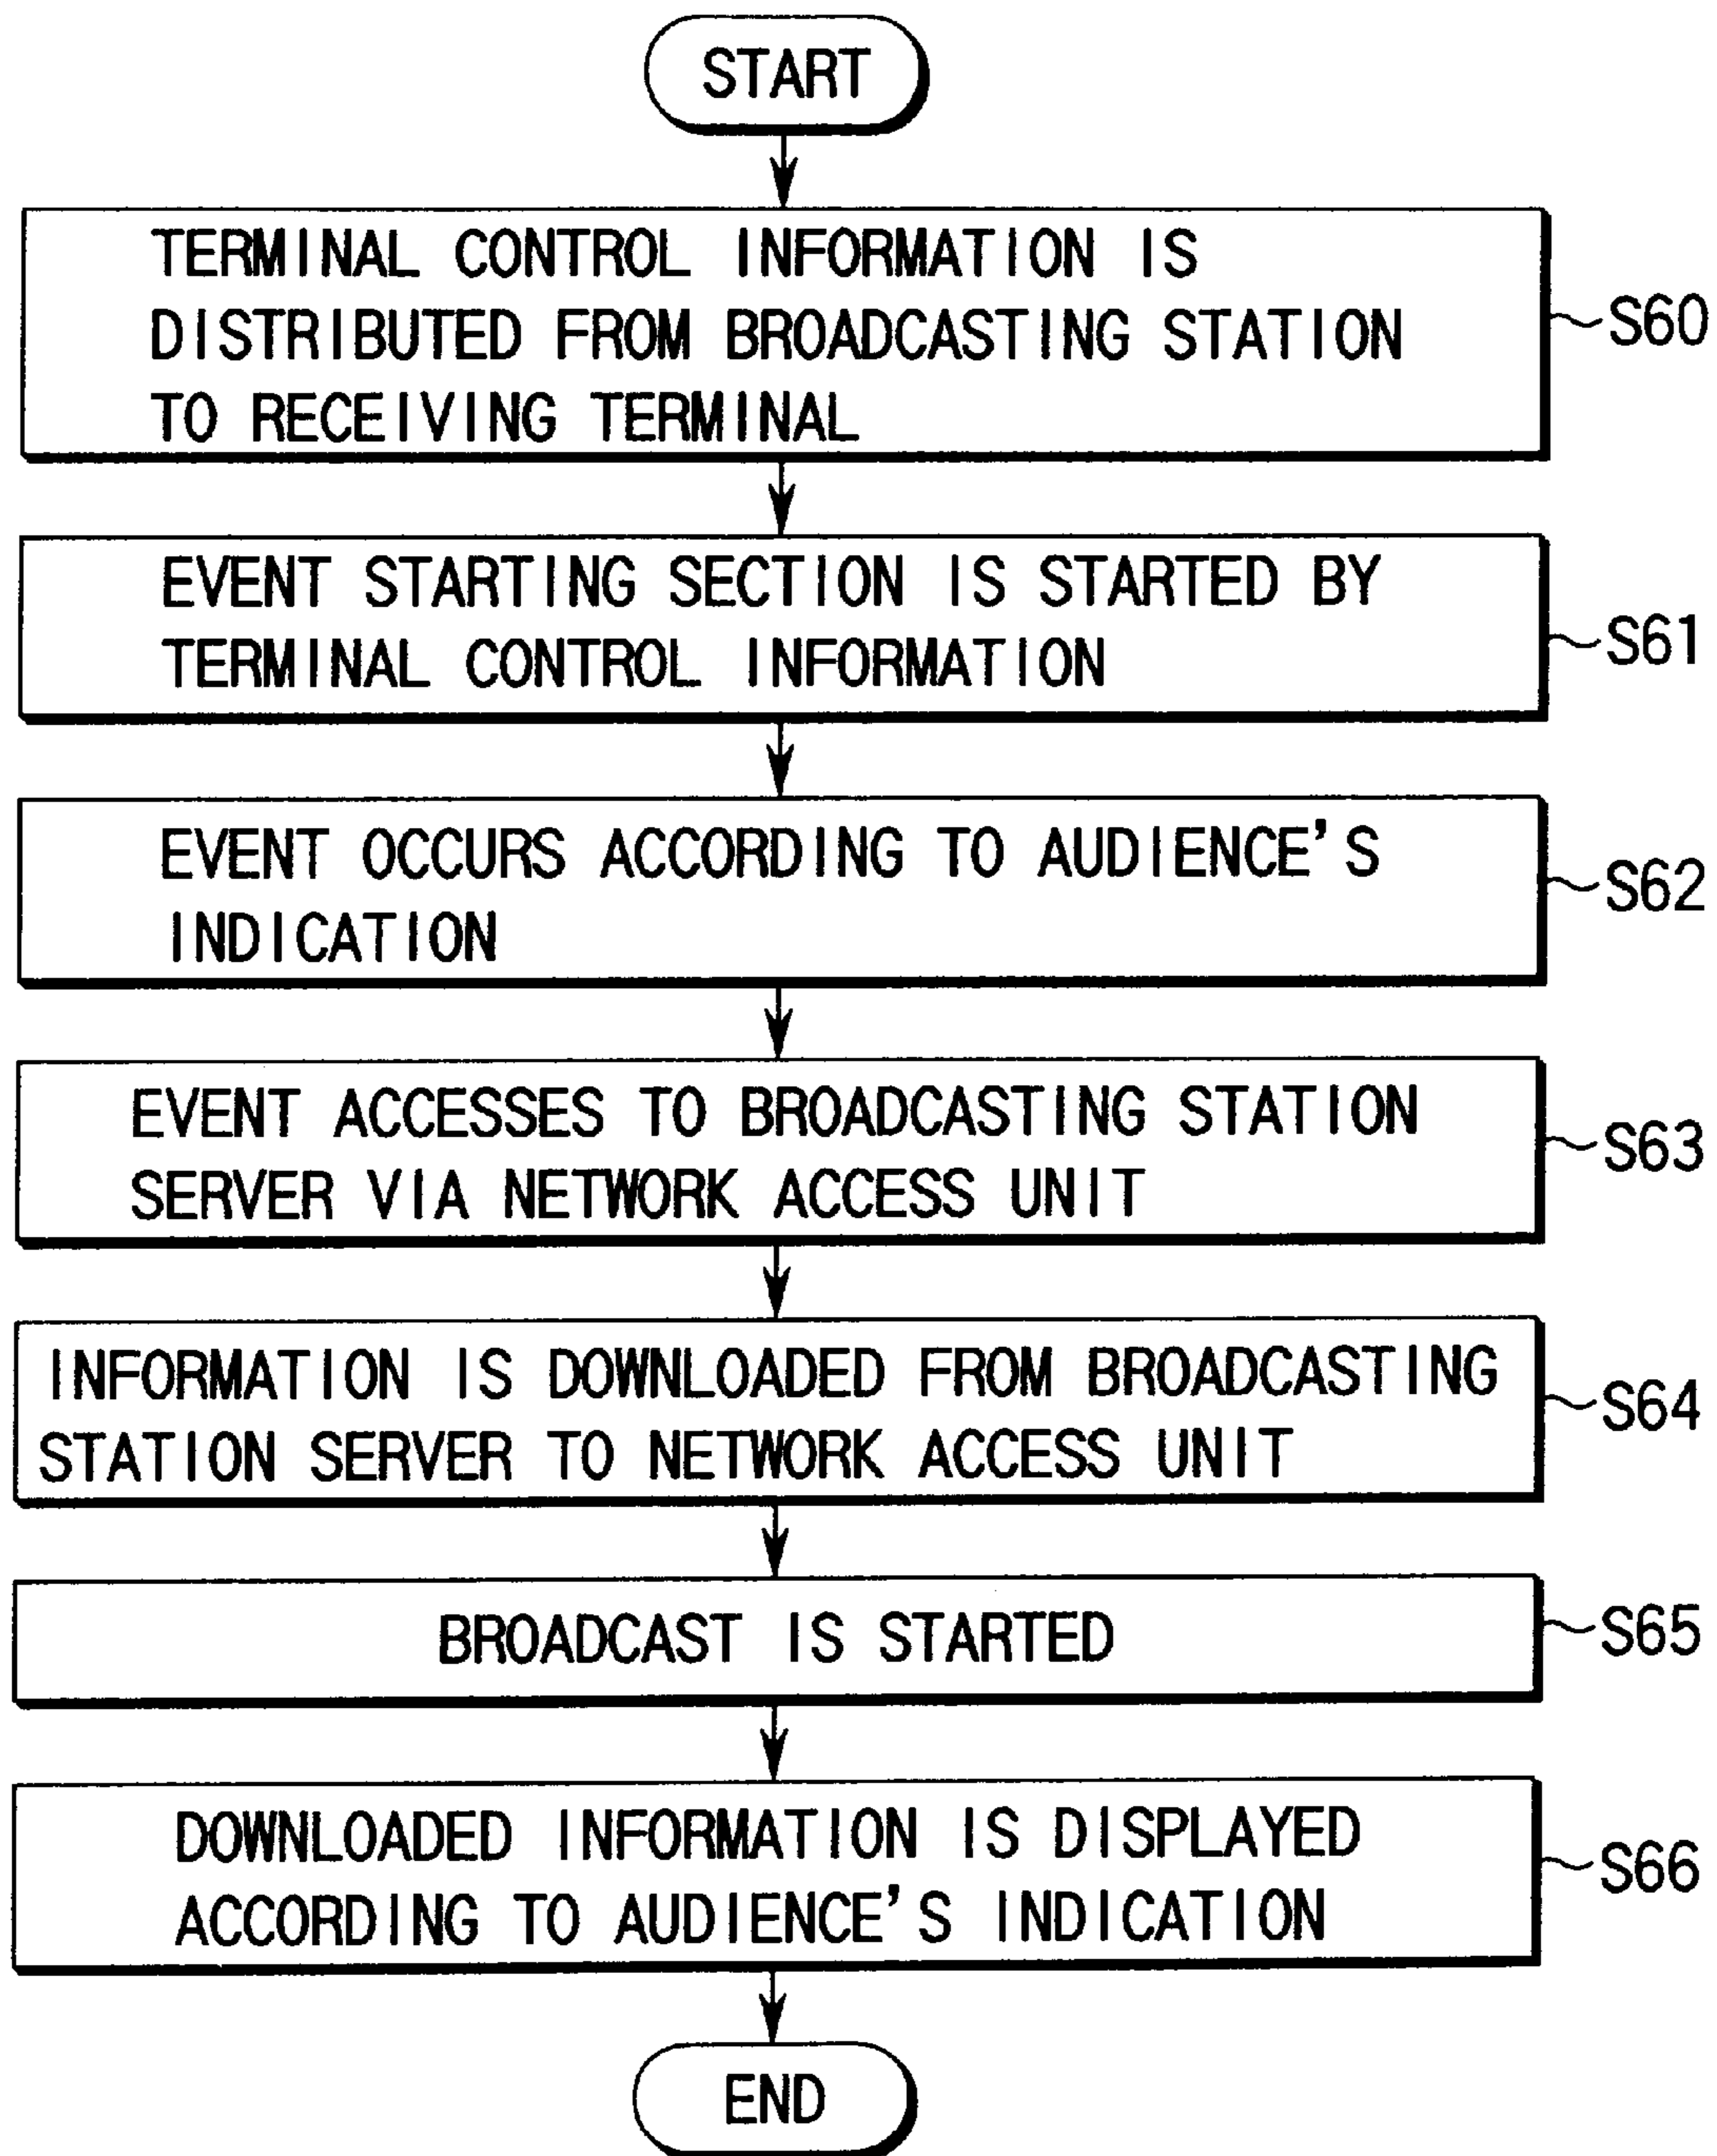 START
TERMINAL CONTROL INFORMATION IS
DISTRIBUTED FROM BROADCASTING STATION
TO RECEIVING TERMINAL
S60
EVENT STARTING SECTION IS STARTED BY
TERMINAL CONTROL INFORMATION
S61
EVENT OCCURS ACCORDING TO AUDIENCE'S
INDICATION
S62
EVENT ACCESSES TO BROADCASTING STATION
SERVER VIA NETWORK ACCESS UNIT
S63
INFORMATION IS DOWNLOADED FROM BROADCASTING
STATION SERVER TO NETWORK ACCESS UNIT
S64
BROADCAST IS STARTED
S65
DOWNLOADED INFORMATION IS DISPLAYED
ACCORDING TO AUDIENCE'S INDICATION
S66
END